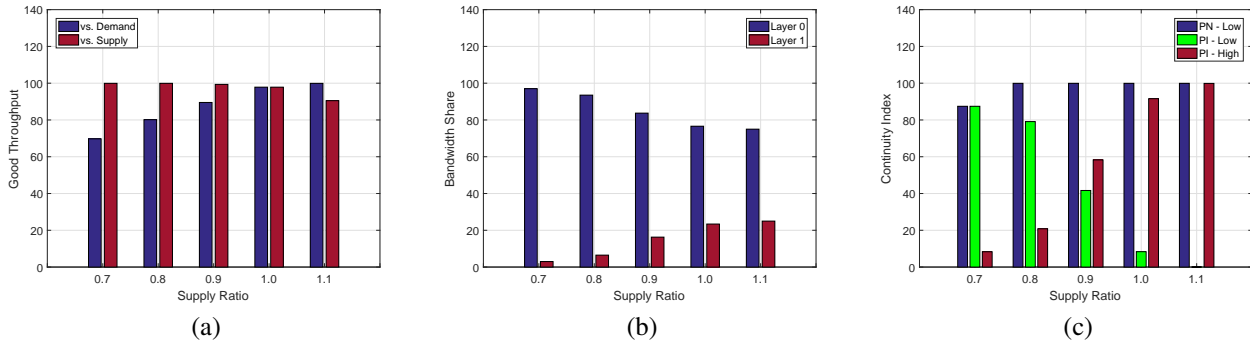 140
120
100
80
60
40
20
0
Good Throughput
vs. Demand
vs. Supply
0.7 0.8 0.9 1.0 1.1
Supply Ratio
(a)
140
120
100
80
60
40
20
0
Bandwidth Share
Layer 0
Layer 1
0.7 0.8 0.9 1.0 1.1
Supply Ratio
(b)
140
120
100
80
60
40
20
0
Continuity Index
PN - Low
PI - Low
PI - High
0.7 0.8 0.9 1.0 1.1
Supply Ratio
(c)